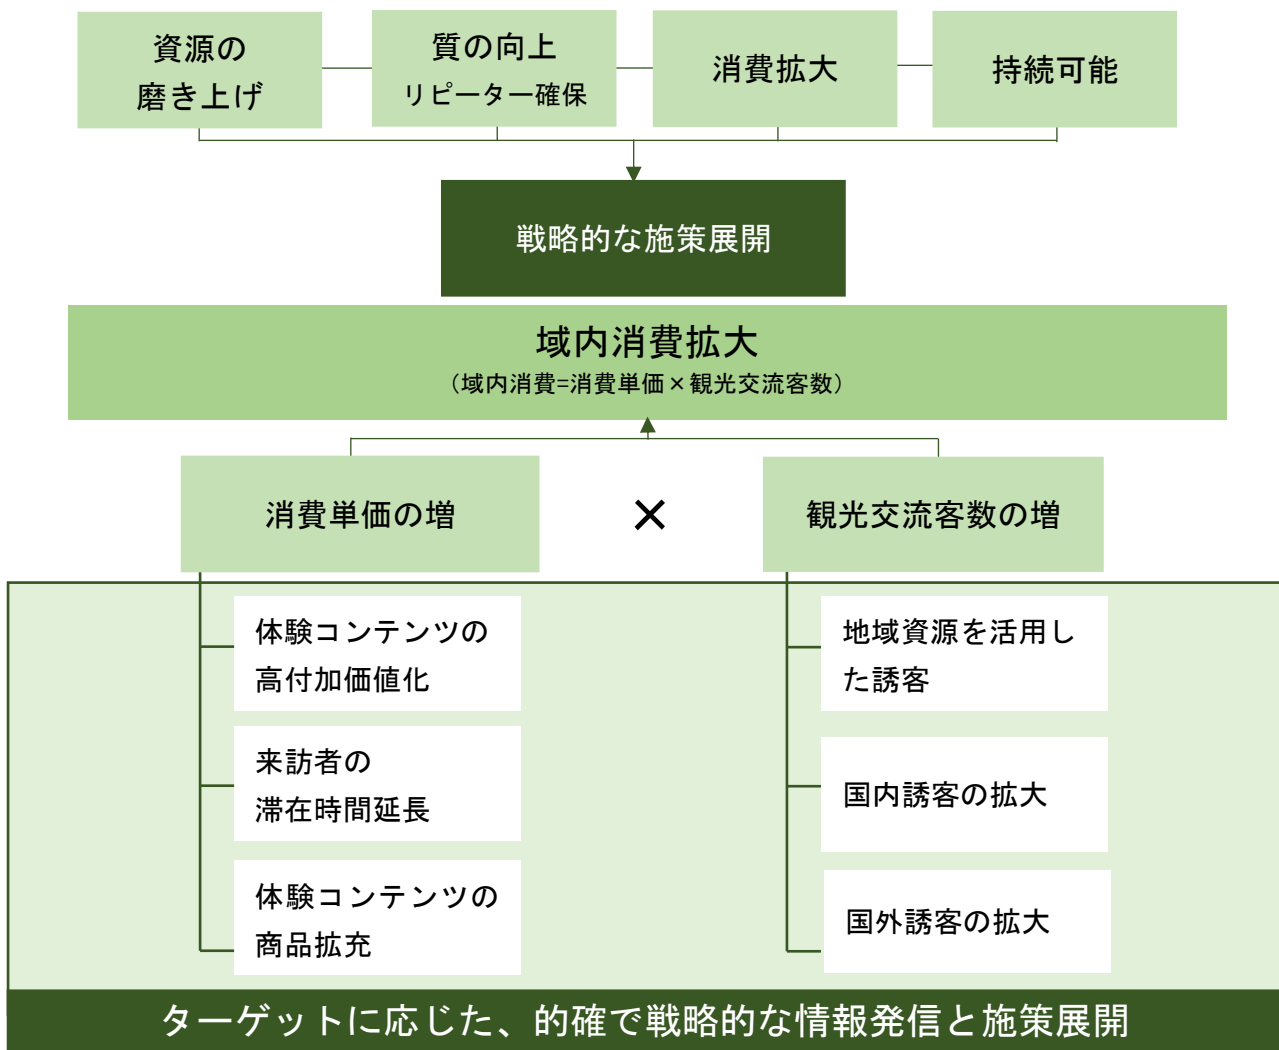 資源の
磨き上げ
質の向上
リピーター確保
消費拡大
持続可能
戦略的な施策展開
域内消費拡大
（域内消費=消費単価×観光交流客数）
消費単価の増
×
観光交流客数の増
体験コンテンツの
高付加価値化
来訪者の
滞在時間延長
体験コンテンツの
商品拡充
地域資源を活用し
た誘客
国内誘客の拡大
国外誘客の拡大
ターゲットに応じた、的確で戦略的な情報発信と施策展開